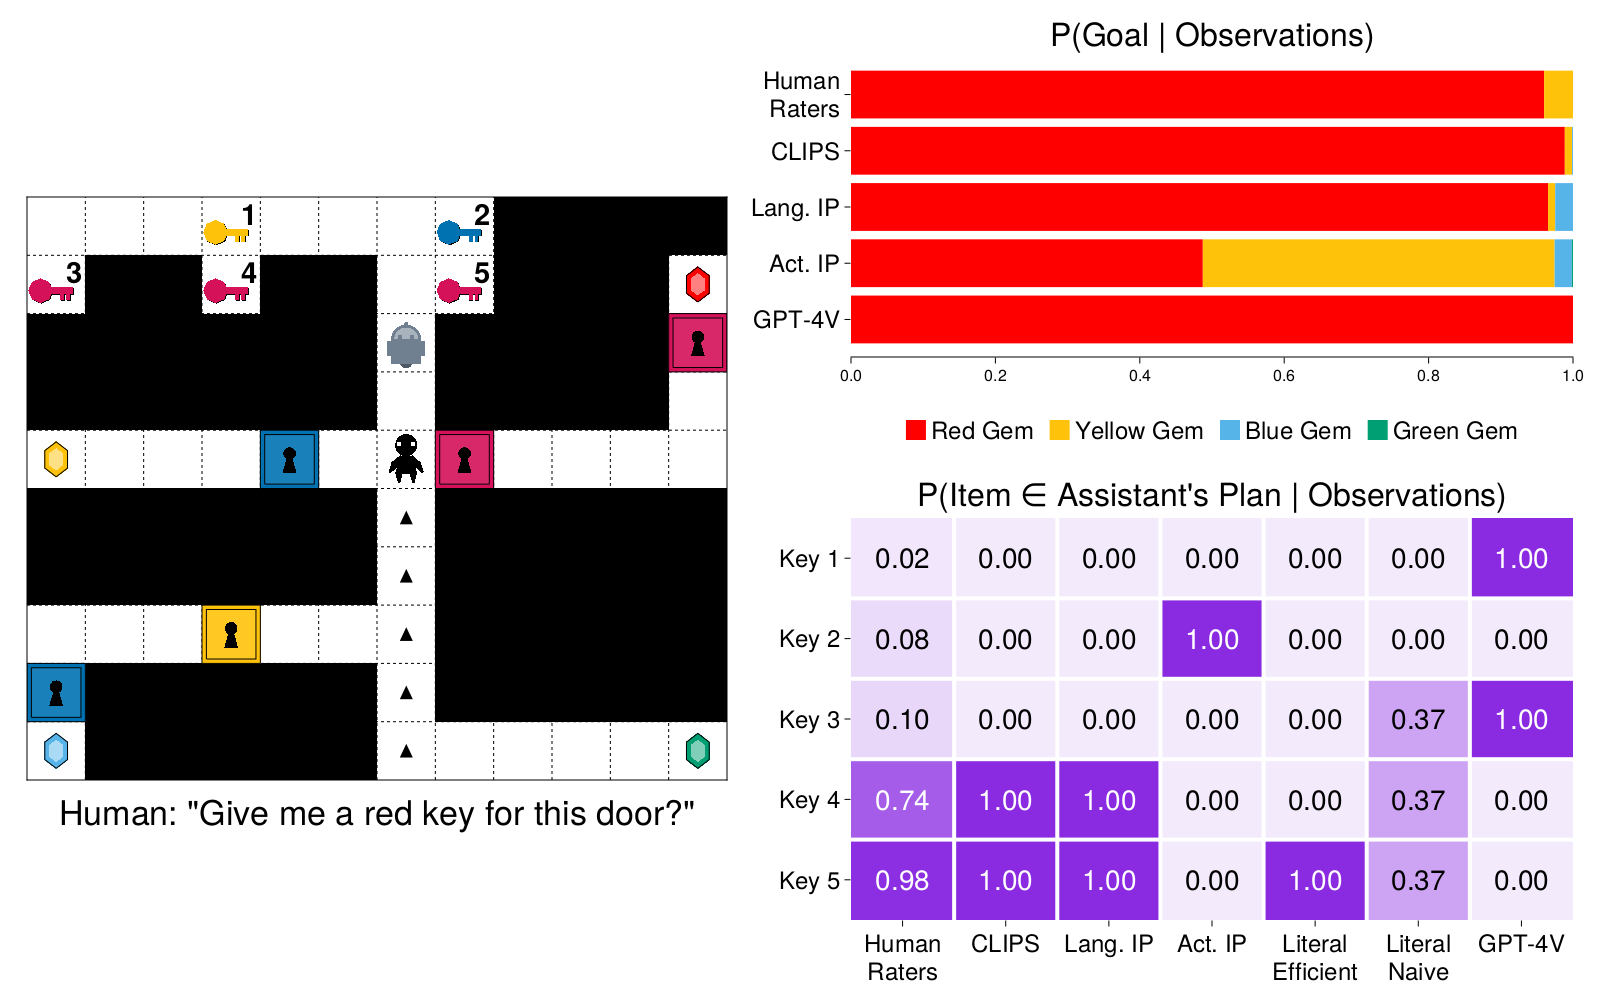 1
2
3
4
5
Human: "Give me a red key for this door?"
P(Goal | Observations)
Human
Raters
CLIPS
Lang. IP
Act. IP
GPT-4V
0.0 0.2 0.4 0.6 0.8 1.0
Red Gem Yellow Gem Blue Gem Green Gem
P(Item ∈ Assistant's Plan | Observations)
Key 1 0.02 0.00 0.00 0.00 0.00 0.00 1.00
Key 2 0.08 0.00 0.00 1.00 0.00 0.00 0.00
Key 3 0.10 0.00 0.00 0.00 0.00 0.37 1.00
Key 4 0.74 1.00 1.00 0.00 0.00 0.37 0.00
Key 5 0.98 1.00 1.00 0.00 1.00 0.37 0.00
Human CLIPS Lang. IP Act. IP Literal Literal GPT-4V
Raters Efficient Naive